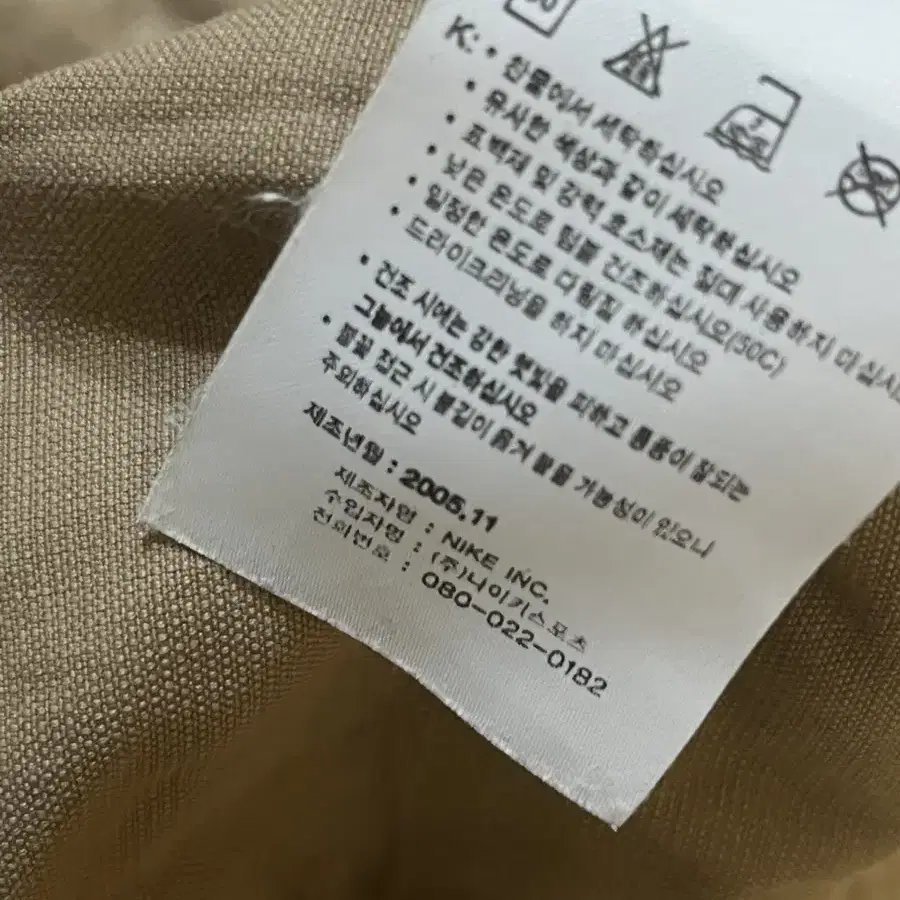 K: • 찬물에서 세탁하십시오
• 유사한 색상과 같이 세탁하십시오
• 표백제 및 강력 효소제는 절대 사용하지 마십시
• 낮은 온도로 텀블 건조하십시오(50C)
• 일정한 온도로 다림질 하십시오
• 드라이크리닝을 하지 마십시오
• 건조 시에는 강한 햇빛을 피하고 통풍이 잘되는
그늘에서 건조하십시오
• 불꽃 접근 시 불길이 옮겨 붙을 가능성이 있으니
주의하십시오
제조년월 : 2005.11
제조자명 : NIKE INC.
수입자명 : (주)나이키스포츠
전화번호 : 080-022-0182